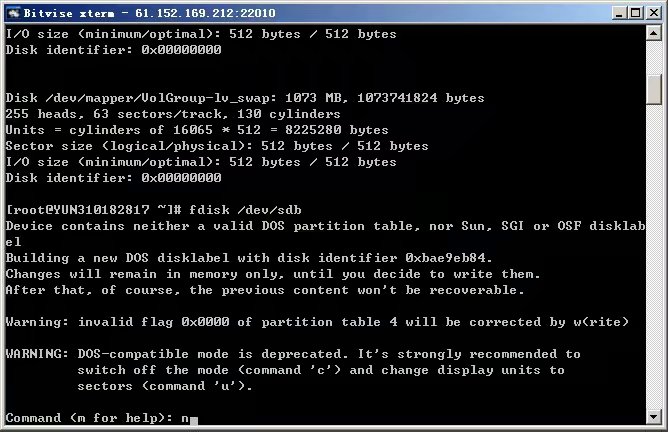 Bitvise xterm - 61.152.169.212:22010
I/O size (minimum/optimal): 512 bytes / 512 bytes
Disk identifier: 0x00000000
Disk /dev/mapper/VolGroup-lv_swap: 1073 MB, 1073741824 bytes
255 heads, 63 sectors/track, 130 cylinders
Units = cylinders of 16065 * 512 = 8225280 bytes
Sector size (logical/physical): 512 bytes / 512 bytes
I/O size (minimum/optimal): 512 bytes / 512 bytes
Disk identifier: 0x00000000
[root@YUN310182817 ~]# fdisk /dev/sdb
Device contains neither a valid DOS partition table, nor Sun, SGI or OSF disklab
el
Building a new DOS disklabel with disk identifier 0xbae9eb84.
Changes will remain in memory only, until you decide to write them.
After that, of course, the previous content won't be recoverable.
Warning: invalid flag 0x0000 of partition table 4 will be corrected by w(rite)
WARNING: DOS-compatible mode is deprecated. It's strongly recommended to
switch off the mode (command 'c') and change display units to
sectors (command 'u').
Command (m for help): n